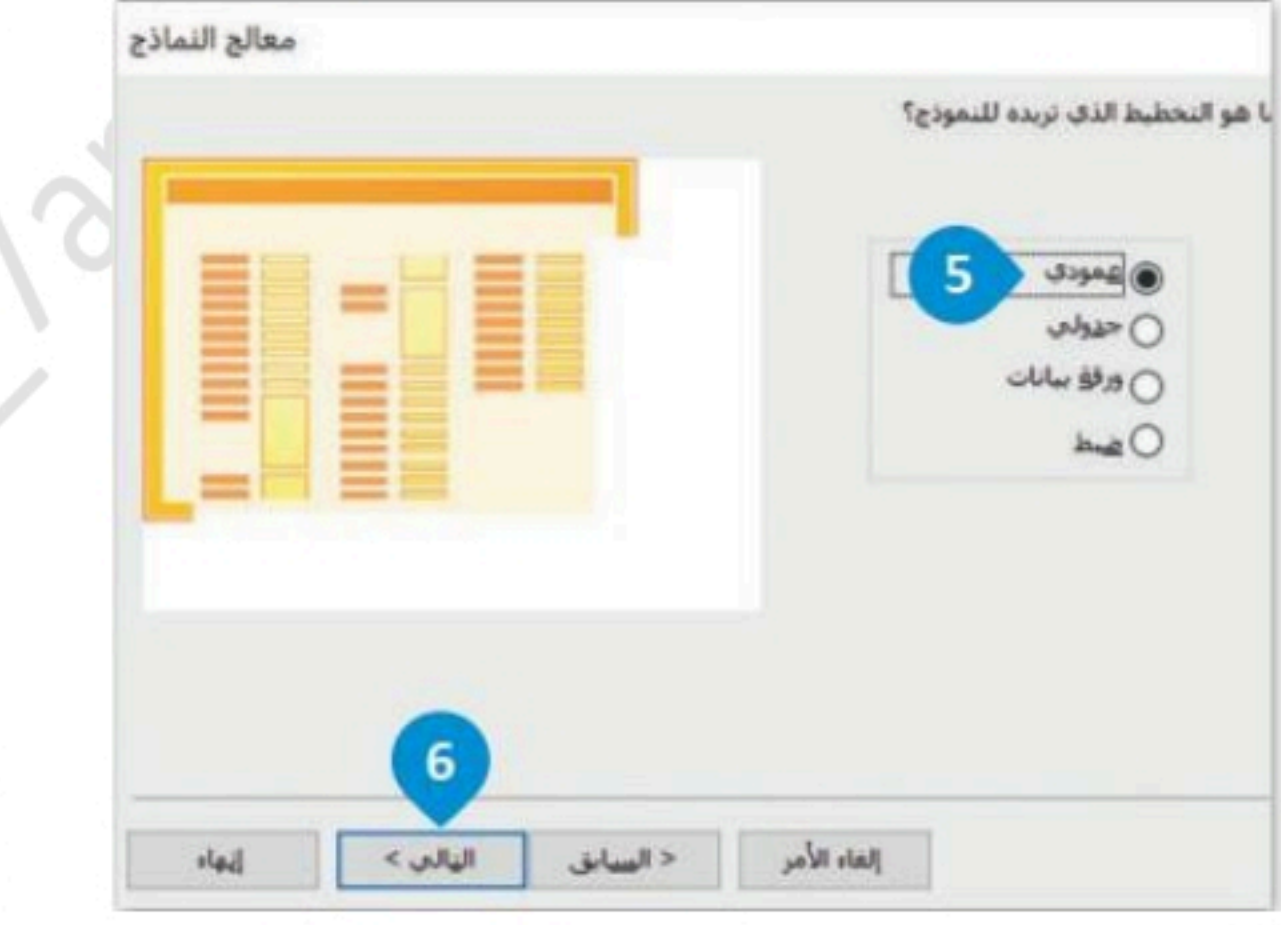 معالج النماذج
ما هو التخطيط الذي تريده للنموذج؟
5
عمودي
جدولي
ورقة بيانات
ضبط
6
إلغاء الأمر
< السابق
التالي >
إنهاء